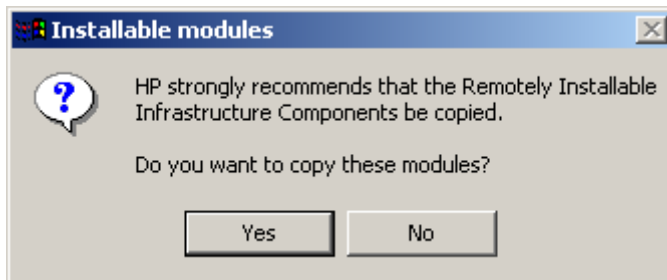 Installable modules
HP strongly recommends that the Remotely Installable
Infrastructure Components be copied.
Do you want to copy these modules?
Yes
No